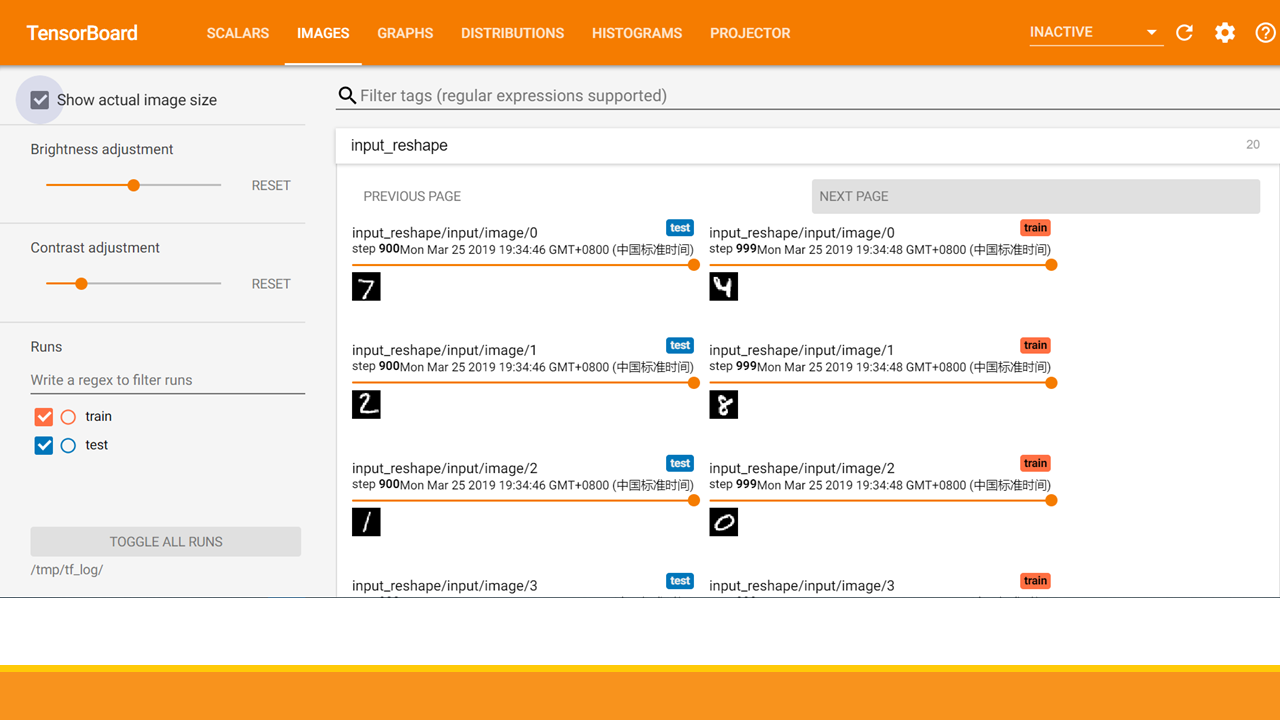 TensorBoard SCALARS IMAGES GRAPHS DISTRIBUTIONS HISTOGRAMS PROJECTOR INACTIVE
Show actual image size
Filter tags (regular expressions supported)
Brightness adjustment
RESET
Contrast adjustment
RESET
Runs
Write a regex to filter runs
train
test
TOGGLE ALL RUNS
/tmp/tf_log/
input_reshape 20
PREVIOUS PAGE NEXT PAGE
input_reshape/input/image/0 test
step 900Mon Mar 25 2019 19:34:46 GMT+0800 (中国标准时间)
7
input_reshape/input/image/0 train
step 999Mon Mar 25 2019 19:34:48 GMT+0800 (中国标准时间)
4
input_reshape/input/image/1 test
step 900Mon Mar 25 2019 19:34:46 GMT+0800 (中国标准时间)
2
input_reshape/input/image/1 train
step 999Mon Mar 25 2019 19:34:48 GMT+0800 (中国标准时间)
8
input_reshape/input/image/2 test
step 900Mon Mar 25 2019 19:34:46 GMT+0800 (中国标准时间)
1
input_reshape/input/image/2 train
step 999Mon Mar 25 2019 19:34:48 GMT+0800 (中国标准时间)
0
input_reshape/input/image/3 test
input_reshape/input/image/3 train